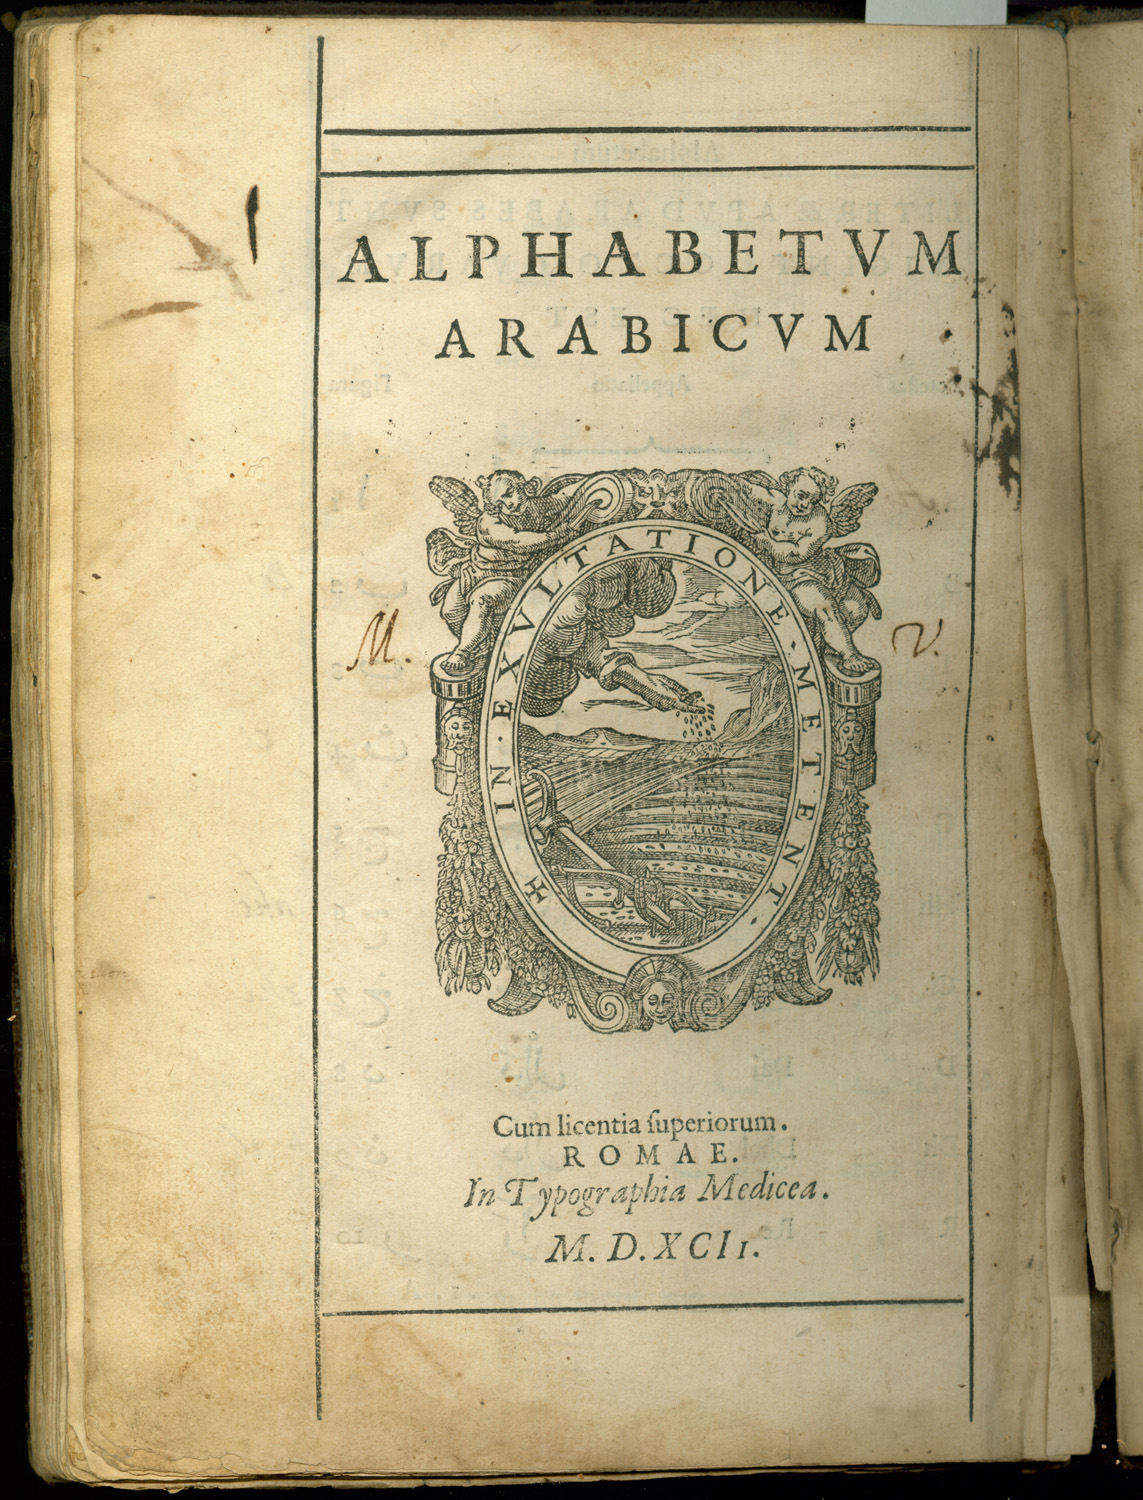 ALPHABETVM
ARABICVM
✠ IN · EXVLTATIONE · METENT ·
M. V.
Cum licentia ſuperiorum.
ROMAE.
In Typographia Medicea.
M. D. XCII.